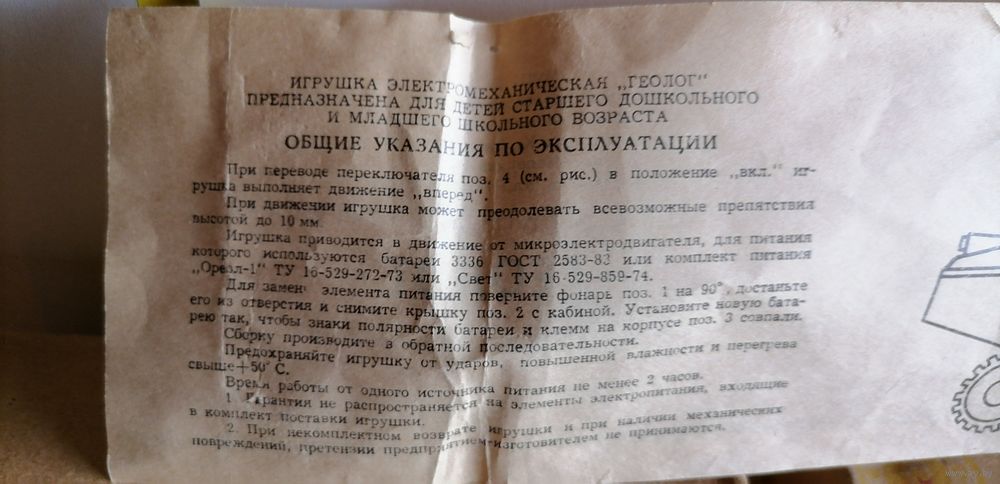 ИГРУШКА ЭЛЕКТРОМЕХАНИЧЕСКАЯ „ГЕОЛОГ"
ПРЕДНАЗНАЧЕНА ДЛЯ ДЕТЕЙ СТАРШЕГО ДОШКОЛЬНОГО
И МЛАДШЕГО ШКОЛЬНОГО ВОЗРАСТА
ОБЩИЕ УКАЗАНИЯ ПО ЭКСПЛУАТАЦИИ
При переводе переключателя поз. 4 (см. рис.) в положение „вкл." иг-
рушка выполняет движение „вперед".
При движении игрушка может преодолевать всевозможные препятствия
высотой до 10 мм.
Игрушка приводится в движение от микроэлектродвигателя, для питания
которого используются батареи 3336 ГОСТ 2583-83 или комплект питания
ТУ 16-529-272-73 или „Свет" ТУ 16-529-859-74.
Для замены элемента питания поверните фонарь поз. 1 на 90°, достаньте
его из отверстия и снимите крышку поз. 2 с кабиной. Установите новую бата-
рею так, чтобы знаки полярности батареи и клемм на корпусе поз. 3 совпали.
Сборку производите в обратной последовательности.
Предохраняйте игрушку от ударов, повышенной влажности и перегрева
свыше +50° С.
Время работы от одного источника питания не менее 2 часов.
1. Гарантия не распространяется на элементы электропитания, входящие
в комплект поставки игрушки.
2. При некомплектном возврате игрушки и при наличии механических
повреждений, претензии предприятием-изготовителем не принимаются.